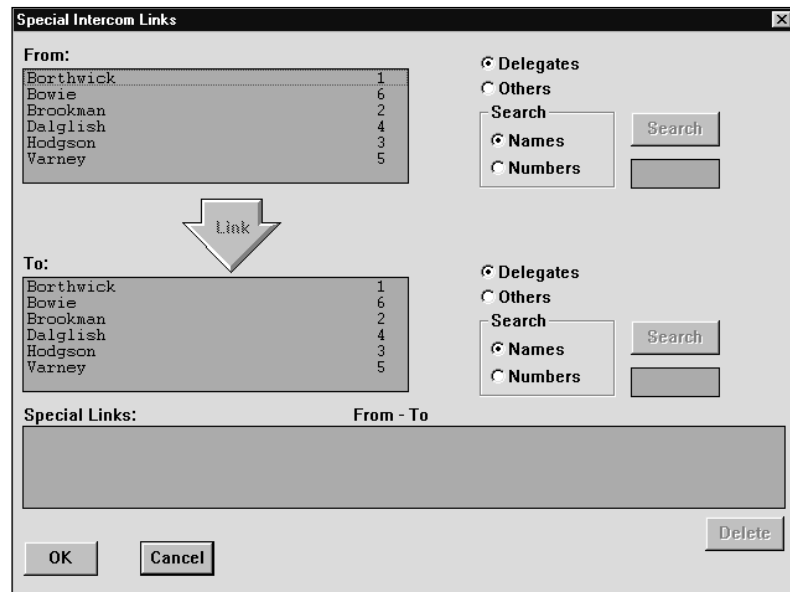 Special Intercom Links
From:
Borthwick 1
Bowie 6
Brookman 2
Dalglish 4
Hodgson 3
Varney 5
Delegates
Others
Search
Names
Numbers
Search
Link
To:
Borthwick 1
Bowie 6
Brookman 2
Dalglish 4
Hodgson 3
Varney 5
Delegates
Others
Search
Names
Numbers
Search
Special Links: From - To
Delete
OK Cancel